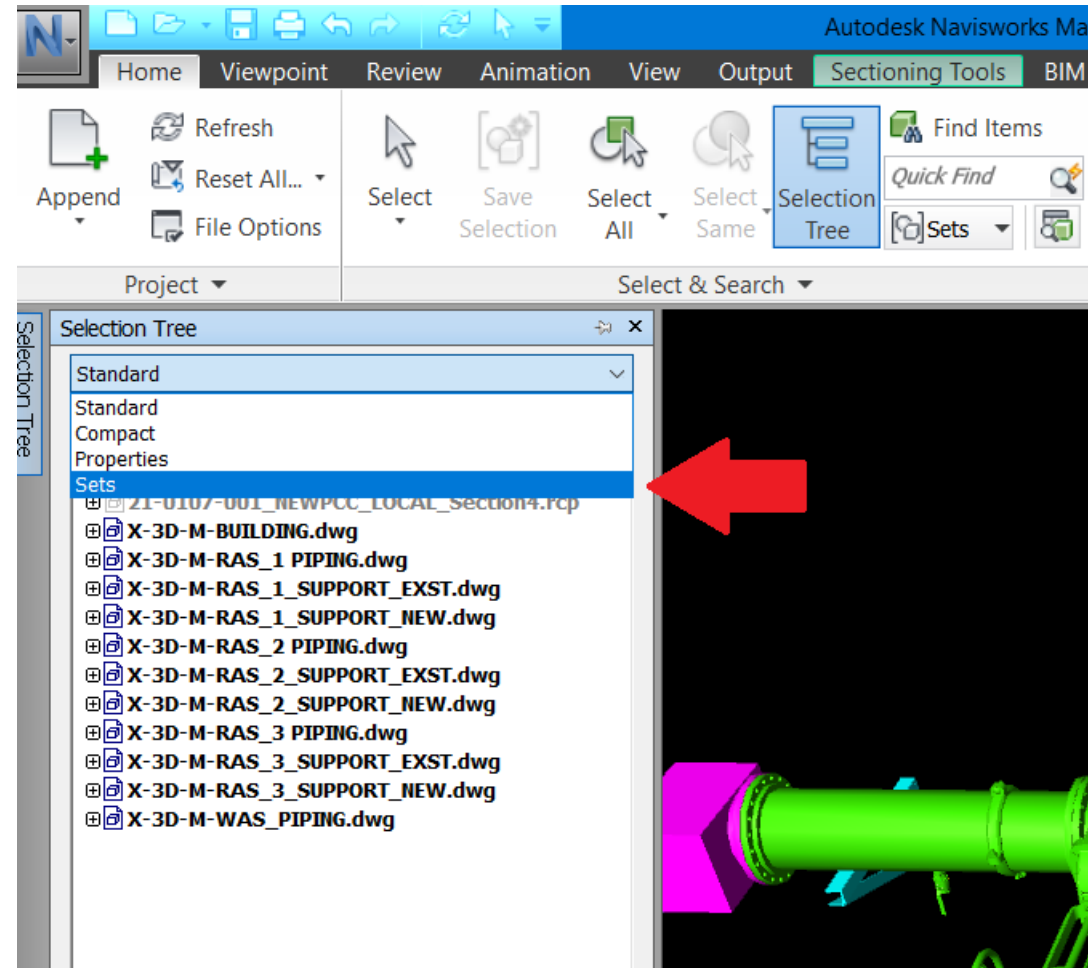 N
Autodesk Navisworks Ma
Home Viewpoint Review Animation View Output Sectioning Tools BIM
Append
Refresh
Reset All...
File Options
Select
Save
Selection
Select
All
Select
Same
Selection
Tree
Find Items
Quick Find
Sets
Project
Select & Search
Selection Tree
Selection Tree
Standard
Standard
Compact
Properties
Sets
21-0107-001_NEWPCC_LOCAL_Section4.rcp
X-3D-M-BUILDING.dwg
X-3D-M-RAS_1 PIPING.dwg
X-3D-M-RAS_1_SUPPORT_EXST.dwg
X-3D-M-RAS_1_SUPPORT_NEW.dwg
X-3D-M-RAS_2 PIPING.dwg
X-3D-M-RAS_2_SUPPORT_EXST.dwg
X-3D-M-RAS_2_SUPPORT_NEW.dwg
X-3D-M-RAS_3 PIPING.dwg
X-3D-M-RAS_3_SUPPORT_EXST.dwg
X-3D-M-RAS_3_SUPPORT_NEW.dwg
X-3D-M-WAS_PIPING.dwg